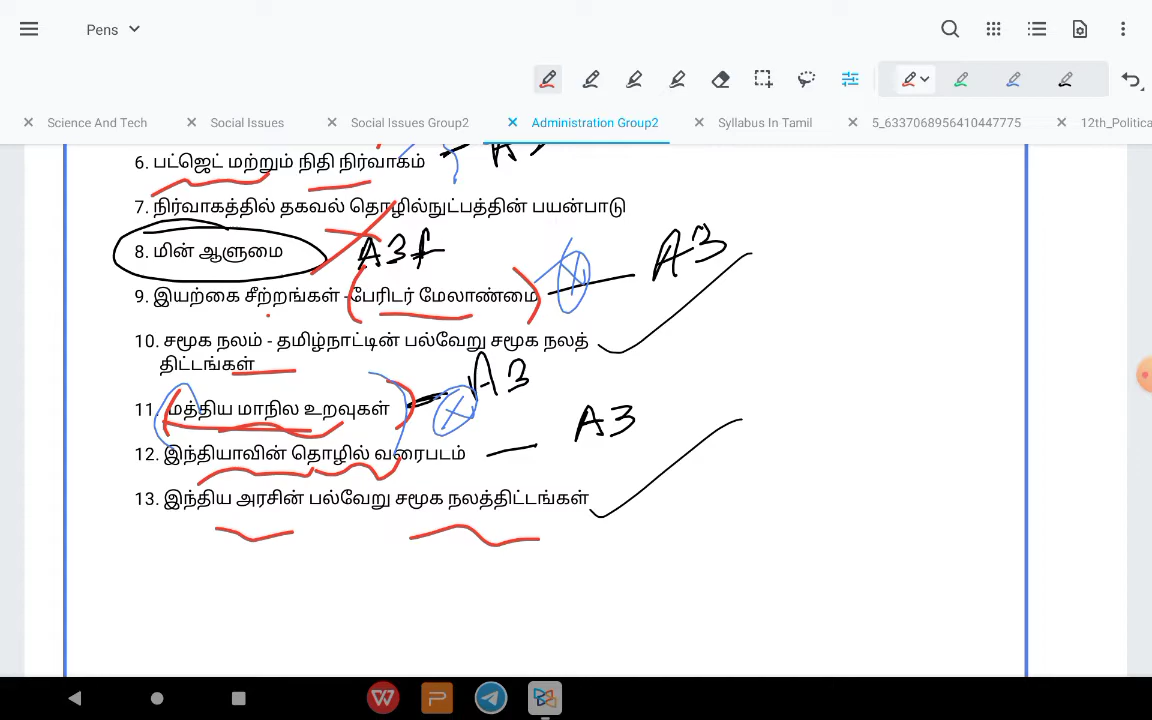 Pens
Science And Tech
Social Issues
Social Issues Group2
Administration Group2
Syllabus In Tamil
5_6337068956410447775
12th_Politica
6. பட்ஜெட் மற்றும் நிதி நிர்வாகம்
7. நிர்வாகத்தில் தகவல் தொழில்நுட்பத்தின் பயன்பாடு
8. மின் ஆளுமை
A3
9. இயற்கை சீற்றங்கள் -பேரிடர் மேலாண்மை
A3
10. சமூக நலம் - தமிழ்நாட்டின் பல்வேறு சமூக நலத்
திட்டங்கள்
A3
11. மத்திய மாநில உறவுகள்
12. இந்தியாவின் தொழில் வரைபடம்
A3
13. இந்திய அரசின் பல்வேறு சமூக நலத்திட்டங்கள்